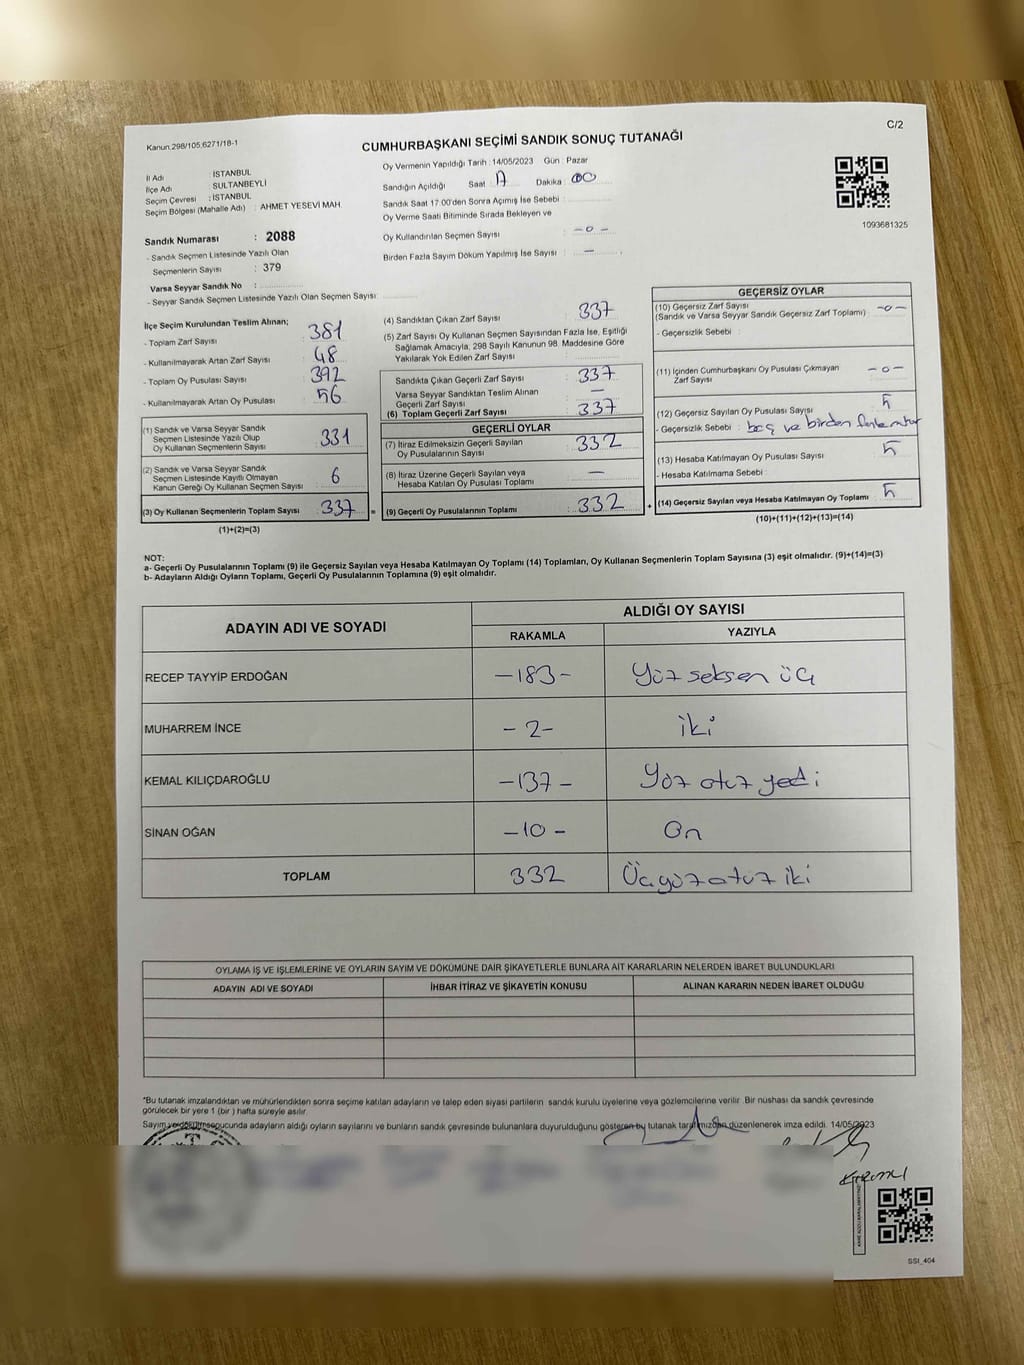 C/2
Kanun:298/105,6271/18-1
CUMHURBAŞKANI SEÇİMİ SANDIK SONUÇ TUTANAĞI
İl Adı : İSTANBUL
İlçe Adı : SULTANBEYLİ
Seçim Çevresi : İSTANBUL
Seçim Bölgesi (Mahalle Adı) : AHMET YESEVİ MAH.
Sandık Numarası : 2088
- Sandık Seçmen Listesinde Yazılı Olan
Seçmenlerin Sayısı : 379
Varsa Seyyar Sandık No :
- Seyyar Sandık Seçmen Listesinde Yazılı Olan Seçmen Sayısı:
Oy Vermenin Yapıldığı Tarih : 14/05/2023 Gün : Pazar
Sandığın Açıldığı Saat Dakika 00
Sandık Saat 17.00'den Sonra Açımış İse Sebebi :
Oy Verme Saati Bitiminde Sırada Bekleyen ve
Oy Kullandırılan Seçmen Sayısı : -0-
Birden Fazla Sayım Döküm Yapılmış İse Sayısı : -
1093681325
İlçe Seçim Kurulundan Teslim Alınan;
- Toplam Zarf Sayısı : 381
- Kullanılmayarak Artan Zarf Sayısı : 48
- Toplam Oy Pusulası Sayısı : 392
- Kullanılmayarak Artan Oy Pusulası : 56
(1) Sandık ve Varsa Seyyar Sandık
Seçmen Listesinde Yazılı Olup
Oy Kullanan Seçmenlerin Sayısı : 331
(2) Sandık ve Varsa Seyyar Sandık
Seçmen Listesinde Kayıtlı Olmayan
Kanun Gereği Oy Kullanan Seçmen Sayısı : 6
(3) Oy Kullanan Seçmenlerin Toplam Sayısı : 337 =
(1)+(2)=(3)
(4) Sandıktan Çıkan Zarf Sayısı : 337
(5) Zarf Sayısı Oy Kullanan Seçmen Sayısından Fazla İse, Eşitliği
Sağlamak Amacıyla, 298 Sayılı Kanunun 98. Maddesine Göre
Yakılarak Yok Edilen Zarf Sayısı :
Sandıkta Çıkan Geçerli Zarf Sayısı : 337
Varsa Seyyar Sandıktan Teslim Alınan
Geçerli Zarf Sayısı : -
(6) Toplam Geçerli Zarf Sayısı : 337
GEÇERLİ OYLAR
(7) İtiraz Edilmeksizin Geçerli Sayılan
Oy Pusulalarının Sayısı : 332
(8) İtiraz Üzerine Geçerli Sayılan veya
Hesaba Katılan Oy Pusulası Toplamı : -
(9) Geçerli Oy Pusulalarının Toplamı : 332 +
GEÇERSİZ OYLAR
(10) Geçersiz Zarf Sayısı
(Sandık ve Varsa Seyyar Sandık Geçersiz Zarf Toplamı) : -0-
- Geçersizlik Sebebi :
(11) İçinden Cumhurbaşkanı Oy Pusulası Çıkmayan
Zarf Sayısı : -0-
(12) Geçersiz Sayılan Oy Pusulası Sayısı : 5
- Geçersizlik Sebebi : boş ve birden
(13) Hesaba Katılmayan Oy Pusulası Sayısı : 5
- Hesaba Katılmama Sebebi :
(14) Geçersiz Sayılan veya Hesaba Katılmayan Oy Toplamı : 5
(10)+(11)+(12)+(13)=(14)
NOT:
a- Geçerli Oy Pusulalarının Toplamı (9) ile Geçersiz Sayılan veya Hesaba Katılmayan Oy Toplamı (14) Toplamları, Oy Kullanan Seçmenlerin Toplam Sayısına (3) eşit olmalıdır. (9)+(14)=(3)
b- Adayların Aldığı Oyların Toplamı, Geçerli Oy Pusulalarının Toplamına (9) eşit olmalıdır.
ADAYIN ADI VE SOYADI
ALDIĞI OY SAYISI
RAKAMLA YAZIYLA
RECEP TAYYİP ERDOĞAN -183- Yüz seksen üç
MUHARREM İNCE -2- iki
KEMAL KILIÇDAROĞLU -137- Yüz otuz yedi
SİNAN OĞAN -10- On
TOPLAM 332 Üçyüz otuz iki
OYLAMA İŞ VE İŞLEMLERİNE VE OYLARIN SAYIM VE DÖKÜMÜNE DAİR ŞİKAYETLERLE BUNLARA AİT KARARLARIN NELERDEN İBARET BULUNDUKLARI
ADAYIN ADI VE SOYADI İHBAR İTİRAZ VE ŞİKAYETİN KONUSU ALINAN KARARIN NEDEN İBARET OLDUĞU
*Bu tutanak imzalandıktan ve mühürlendikten sonra seçime katılan adayların ve talep eden siyasi partilerin sandık kurulu üyelerine veya gözlemcilerine verilir. Bir nüshası da sandık çevresinde
görülecek bir yere 1 (bir ) hafta süreyle asılır.
Sayım ve döküm sonucunda adayların aldığı oyların sayılarını ve bunların sandık çevresinde bulunanlara duyurulduğunu gösteren bu tutanak tarafımızdan düzenlenerek imza edildi. 14/05/2023
SSI_404